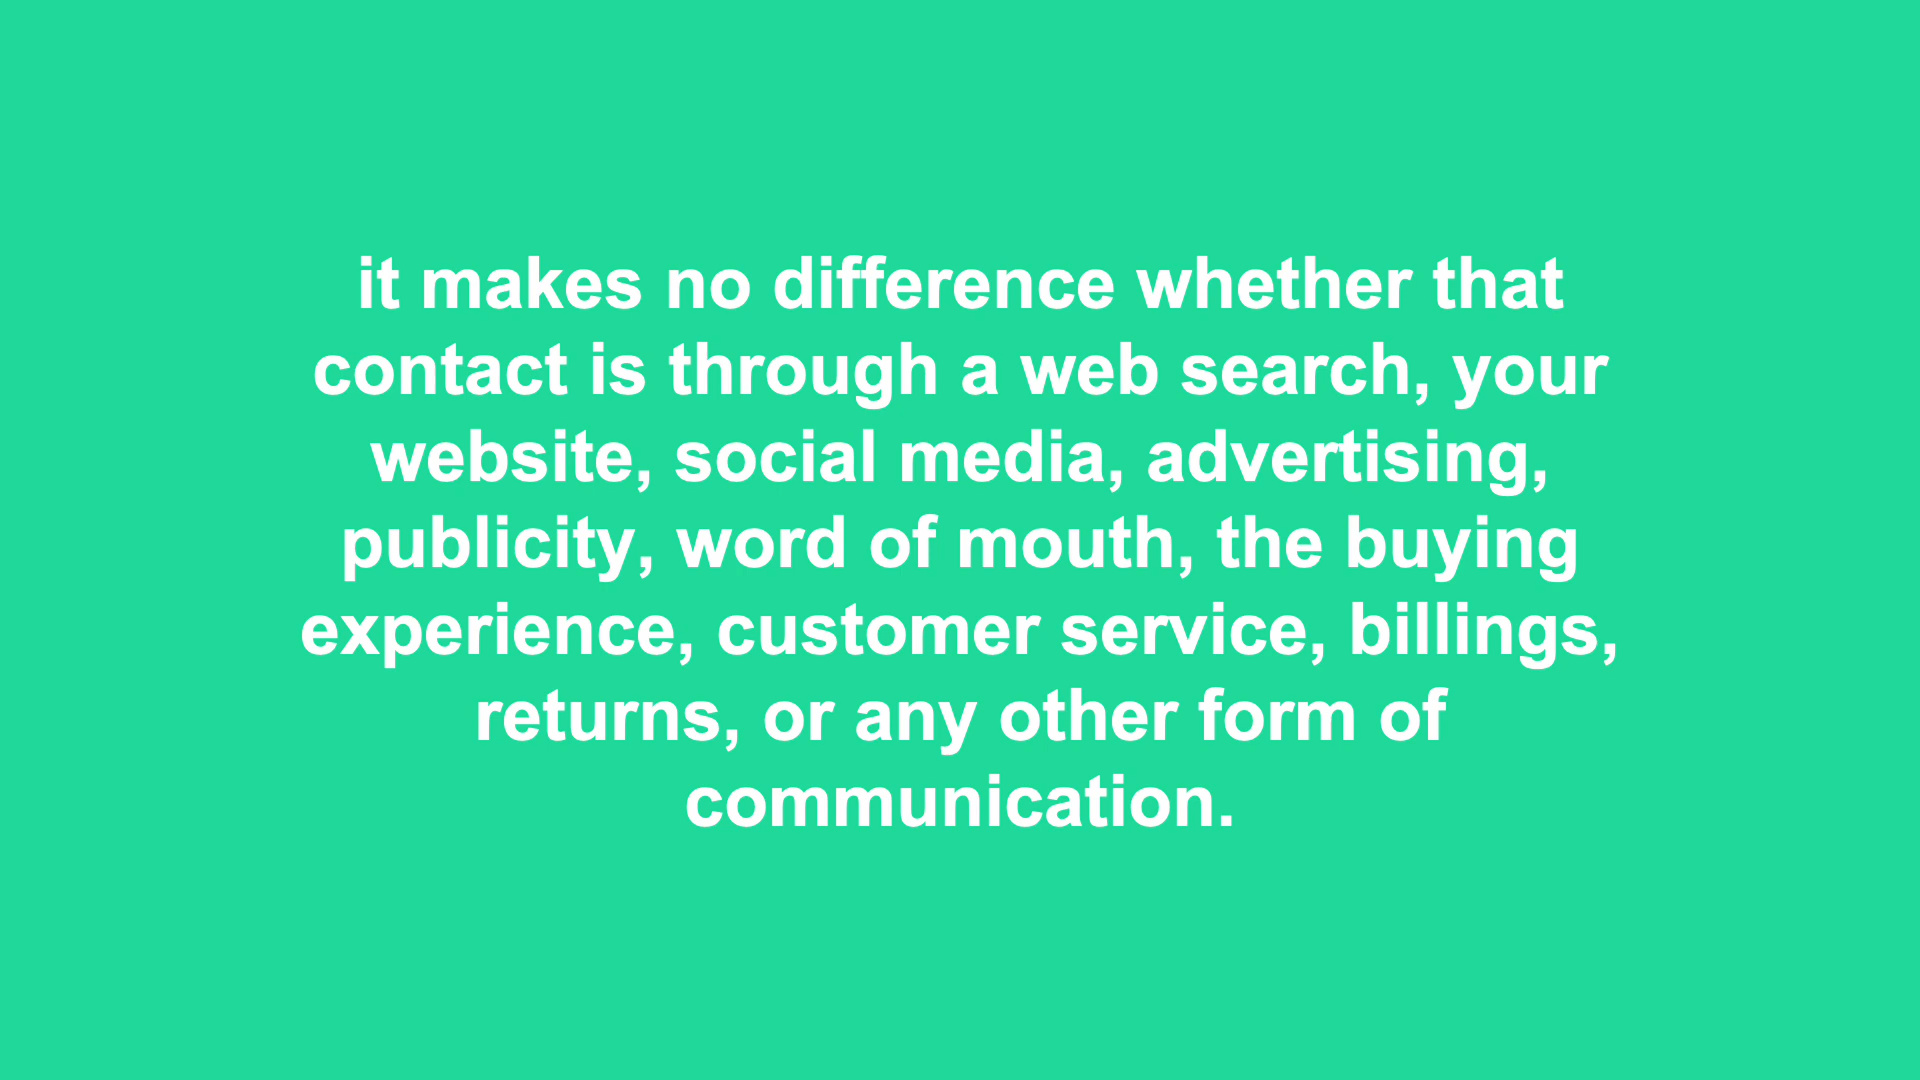 it makes no difference whether that
contact is through a web search, your
website, social media, advertising,
publicity, word of mouth, the buying
experience, customer service, billings,
returns, or any other form of
communication.